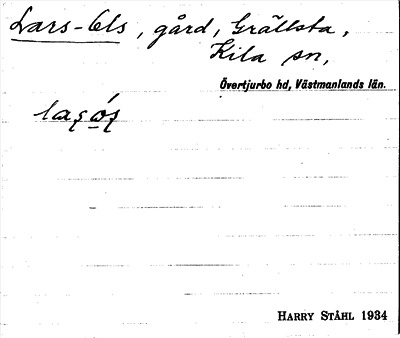 Lars-Ols, gård, Grällsta,
Kila sn,
Övertjurbo hd, Västmanlands län.
HARRY STÅHL 1934